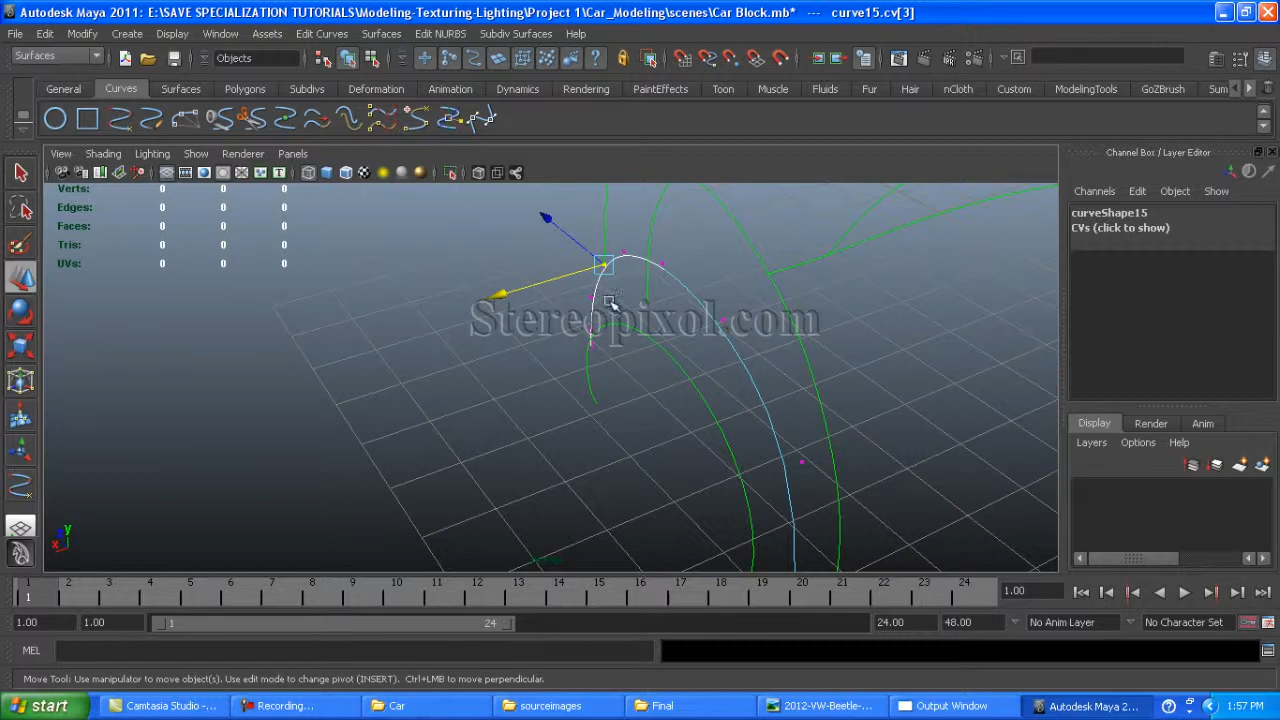 Autodesk Maya 2011: E:\SAVE SPECIALIZATION TUTORIALS\Modeling-Texturing-Lighting\Project 1\Car_Modeling\scenes\Car Block.mb* --- curve15.cv[3]
File Edit Modify Create Display Window Assets Edit Curves Surfaces Edit NURBS Subdiv Surfaces Help
Surfaces Objects
General Curves Surfaces Polygons Subdivs Deformation Animation Dynamics Rendering PaintEffects Toon Muscle Fluids Fur Hair nCloth Custom ModelingTools GoZBrush Sum
View Shading Lighting Show Renderer Panels
Channel Box / Layer Editor
Channels Edit Object Show
curveShape15
CVs (click to show)
Verts: 0 0 0
Edges: 0 0 0
Faces: 0 0 0
Tris: 0 0 0
UVs: 0 0 0
Stereopixol.com
Display Render Anim
Layers Options Help
y
x
1 2 3 4 5 6 7 8 9 10 11 12 13 14 15 16 17 18 19 20 21 22 23 24
1
1.00
1.00 1.00 1 24 24.00 48.00 No Anim Layer No Character Set
MEL
Move Tool: Use manipulator to move object(s). Use edit mode to change pivot (INSERT). Ctrl+LMB to move perpendicular.
start Camtasia Studio -... Recording... Car sourceimages Final 2012-VW-Beetle-... Output Window Autodesk Maya 2... 1:57 PM